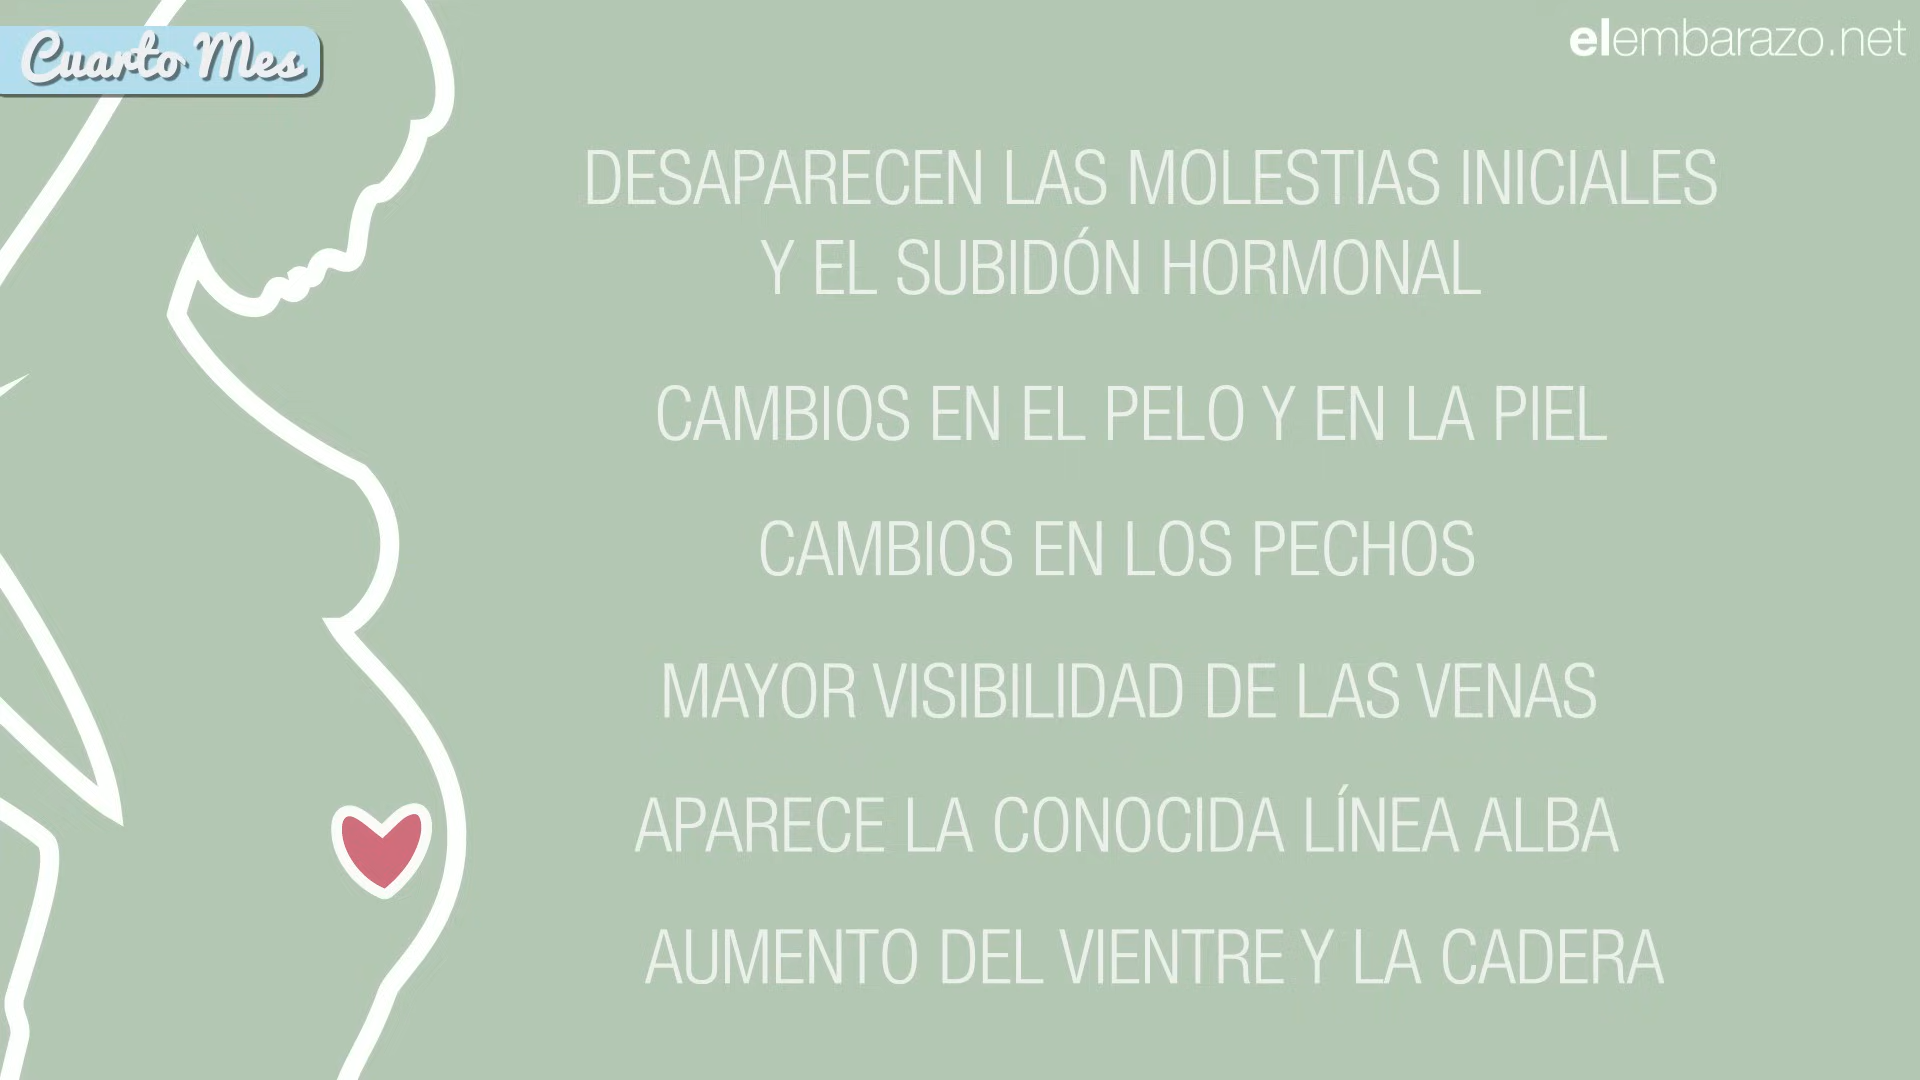 Cuarto Mes
elembarazo.net
DESAPARECEN LAS MOLESTIAS INICIALES
Y EL SUBIDÓN HORMONAL
CAMBIOS EN EL PELO Y EN LA PIEL
CAMBIOS EN LOS PECHOS
MAYOR VISIBILIDAD DE LAS VENAS
APARECE LA CONOCIDA LÍNEA ALBA
AUMENTO DEL VIENTRE Y LA CADERA